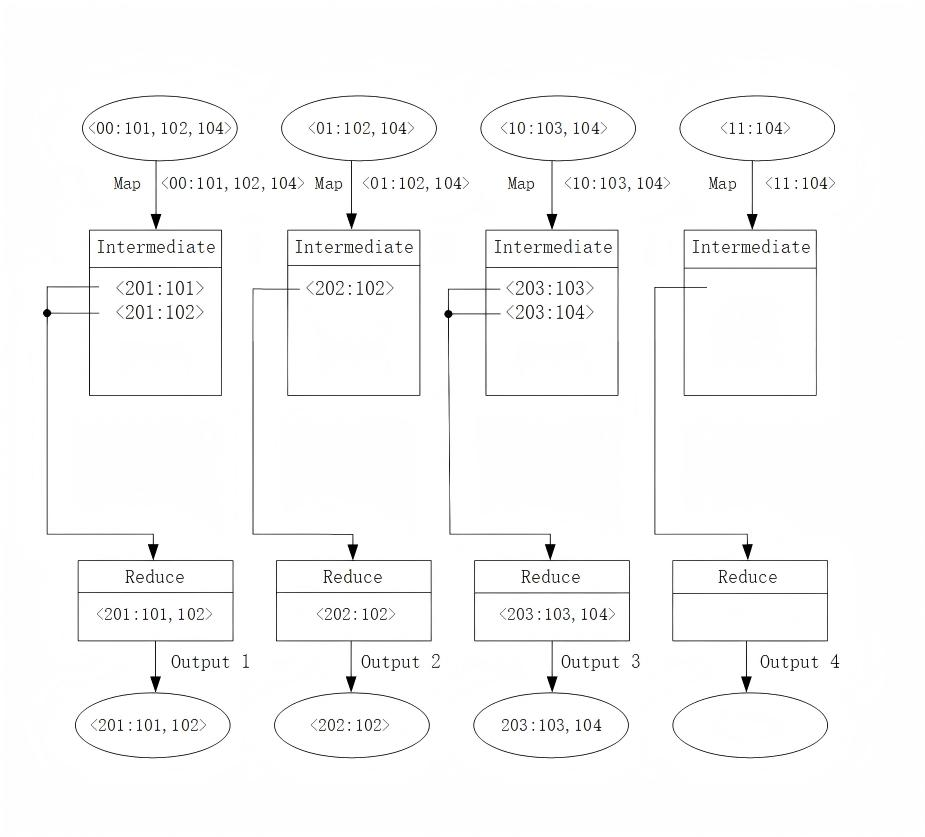 <00:101,102,104>
<01:102,104>
<10:103,104>
<11:104>
Map <00:101,102,104>
Map <01:102,104>
Map <10:103,104>
Map <11:104>
Intermediate
<201:101>
<201:102>
Intermediate
<202:102>
Intermediate
<203:103>
<203:104>
Intermediate
Reduce
<201:101,102>
Reduce
<202:102>
Reduce
<203:103,104>
Reduce
Output 1
Output 2
Output 3
Output 4
<201:101,102>
<202:102>
203:103,104